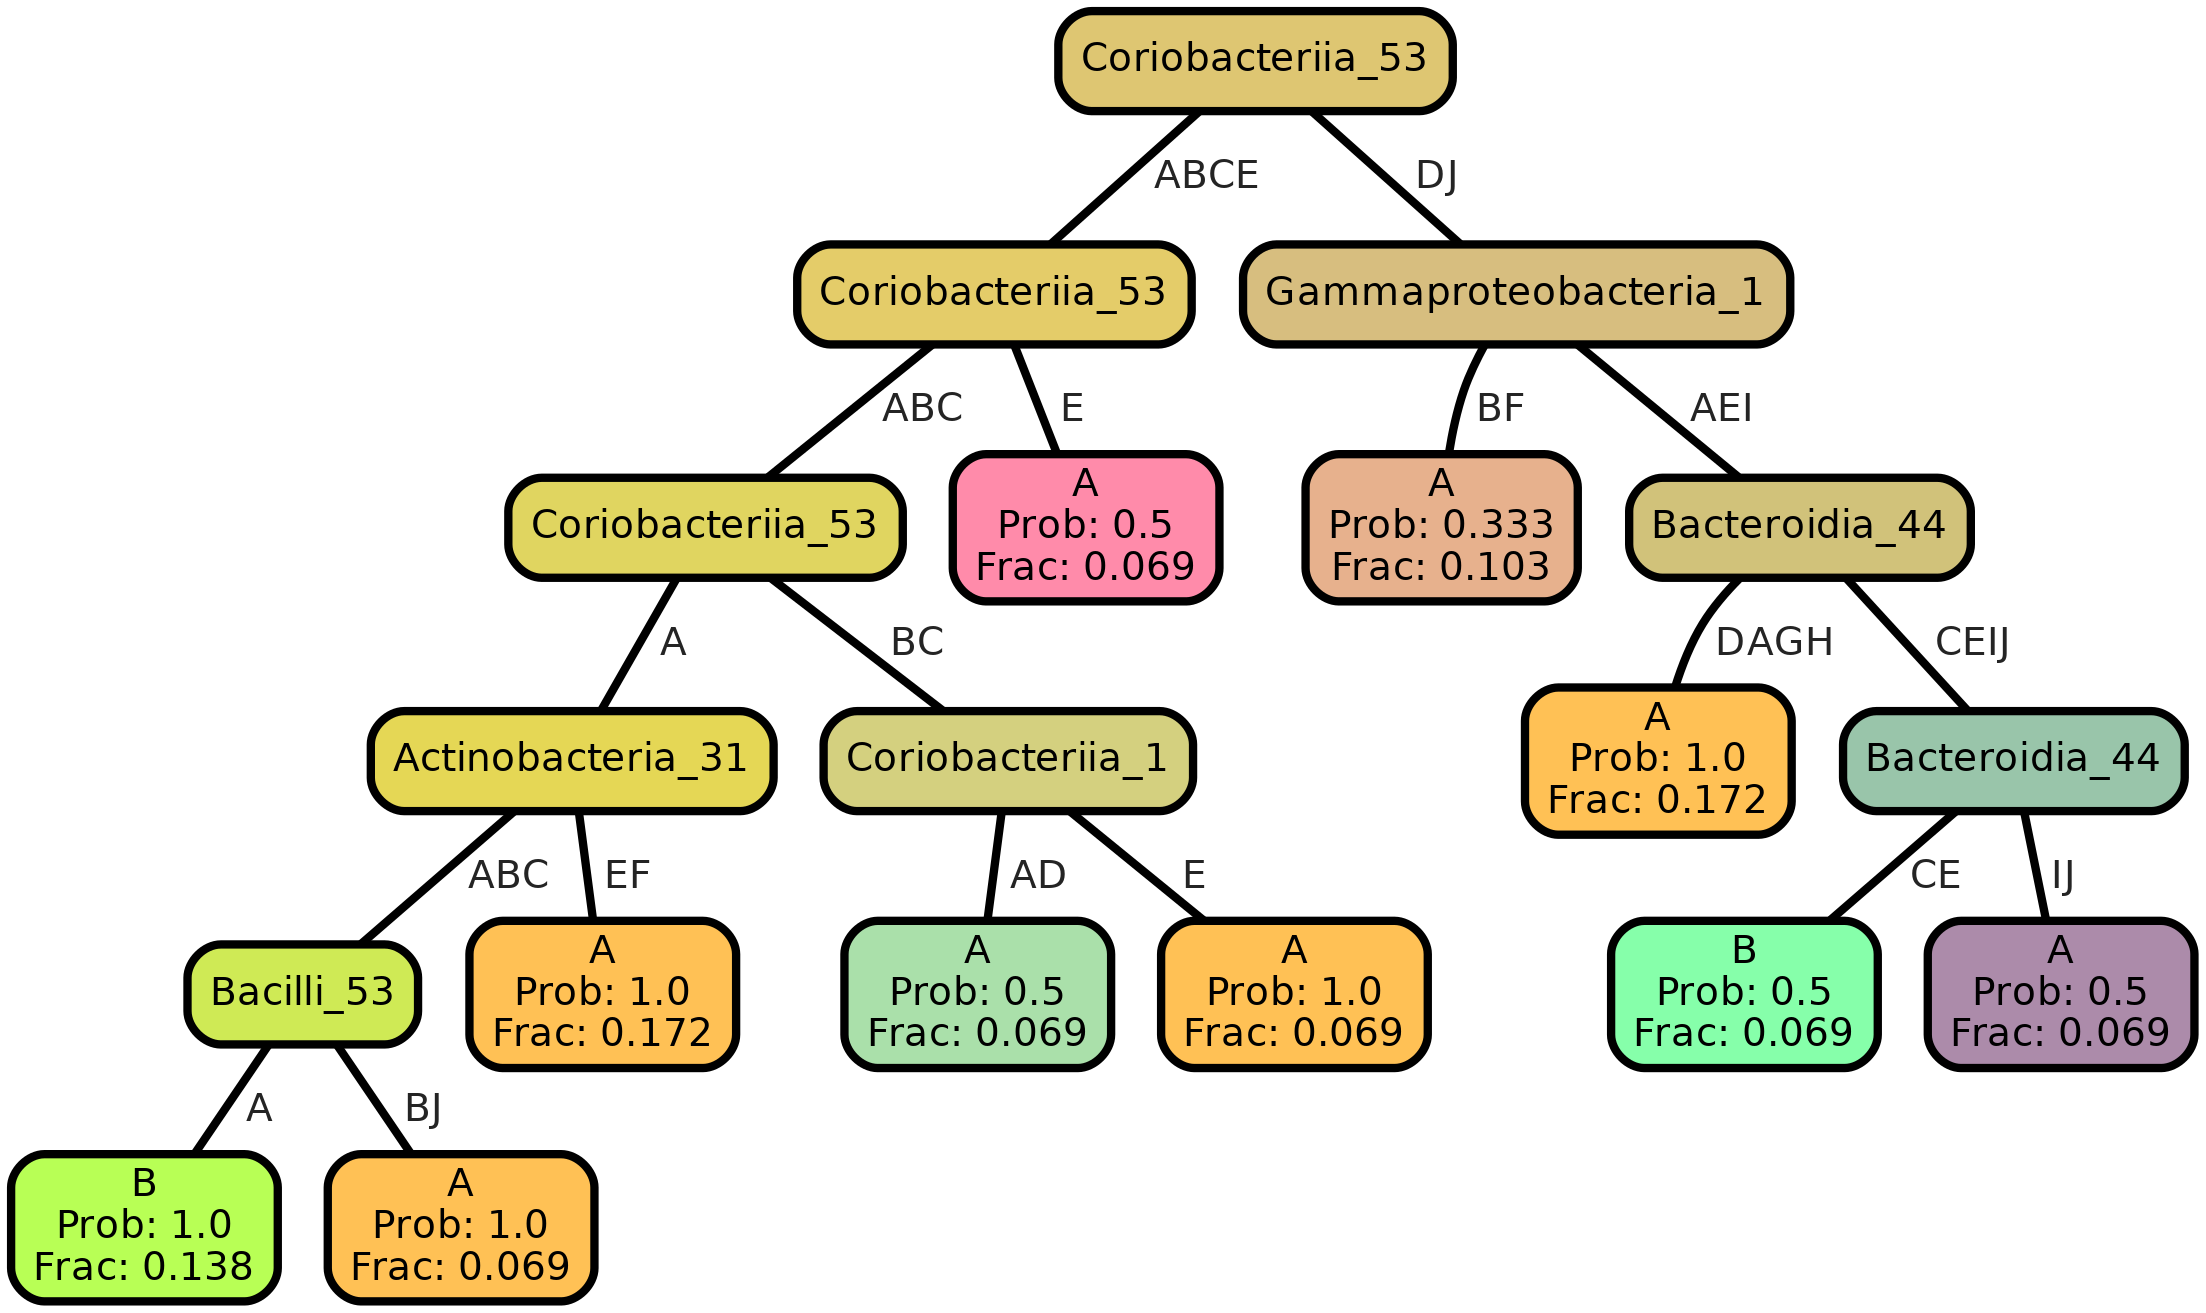 Coriobacteriia_53
ABCE
DJ
Coriobacteriia_53
Gammaproteobacteria_1
ABC
E
BF
AEI
Coriobacteriia_53
A
Prob: 0.5
Frac: 0.069
A
Prob: 0.333
Frac: 0.103
Bacteroidia_44
A
BC
DAGH
CEIJ
Actinobacteria_31
Coriobacteriia_1
A
Prob: 1.0
Frac: 0.172
Bacteroidia_44
ABC
EF
AD
E
CE
IJ
Bacilli_53
A
Prob: 1.0
Frac: 0.172
A
Prob: 0.5
Frac: 0.069
A
Prob: 1.0
Frac: 0.069
B
Prob: 0.5
Frac: 0.069
A
Prob: 0.5
Frac: 0.069
A
BJ
B
Prob: 1.0
Frac: 0.138
A
Prob: 1.0
Frac: 0.069